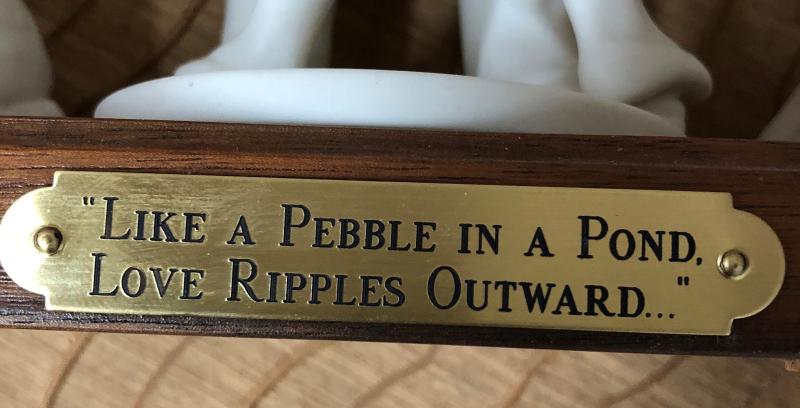 "Like a Pebble in a Pond,
Love Ripples Outward..."